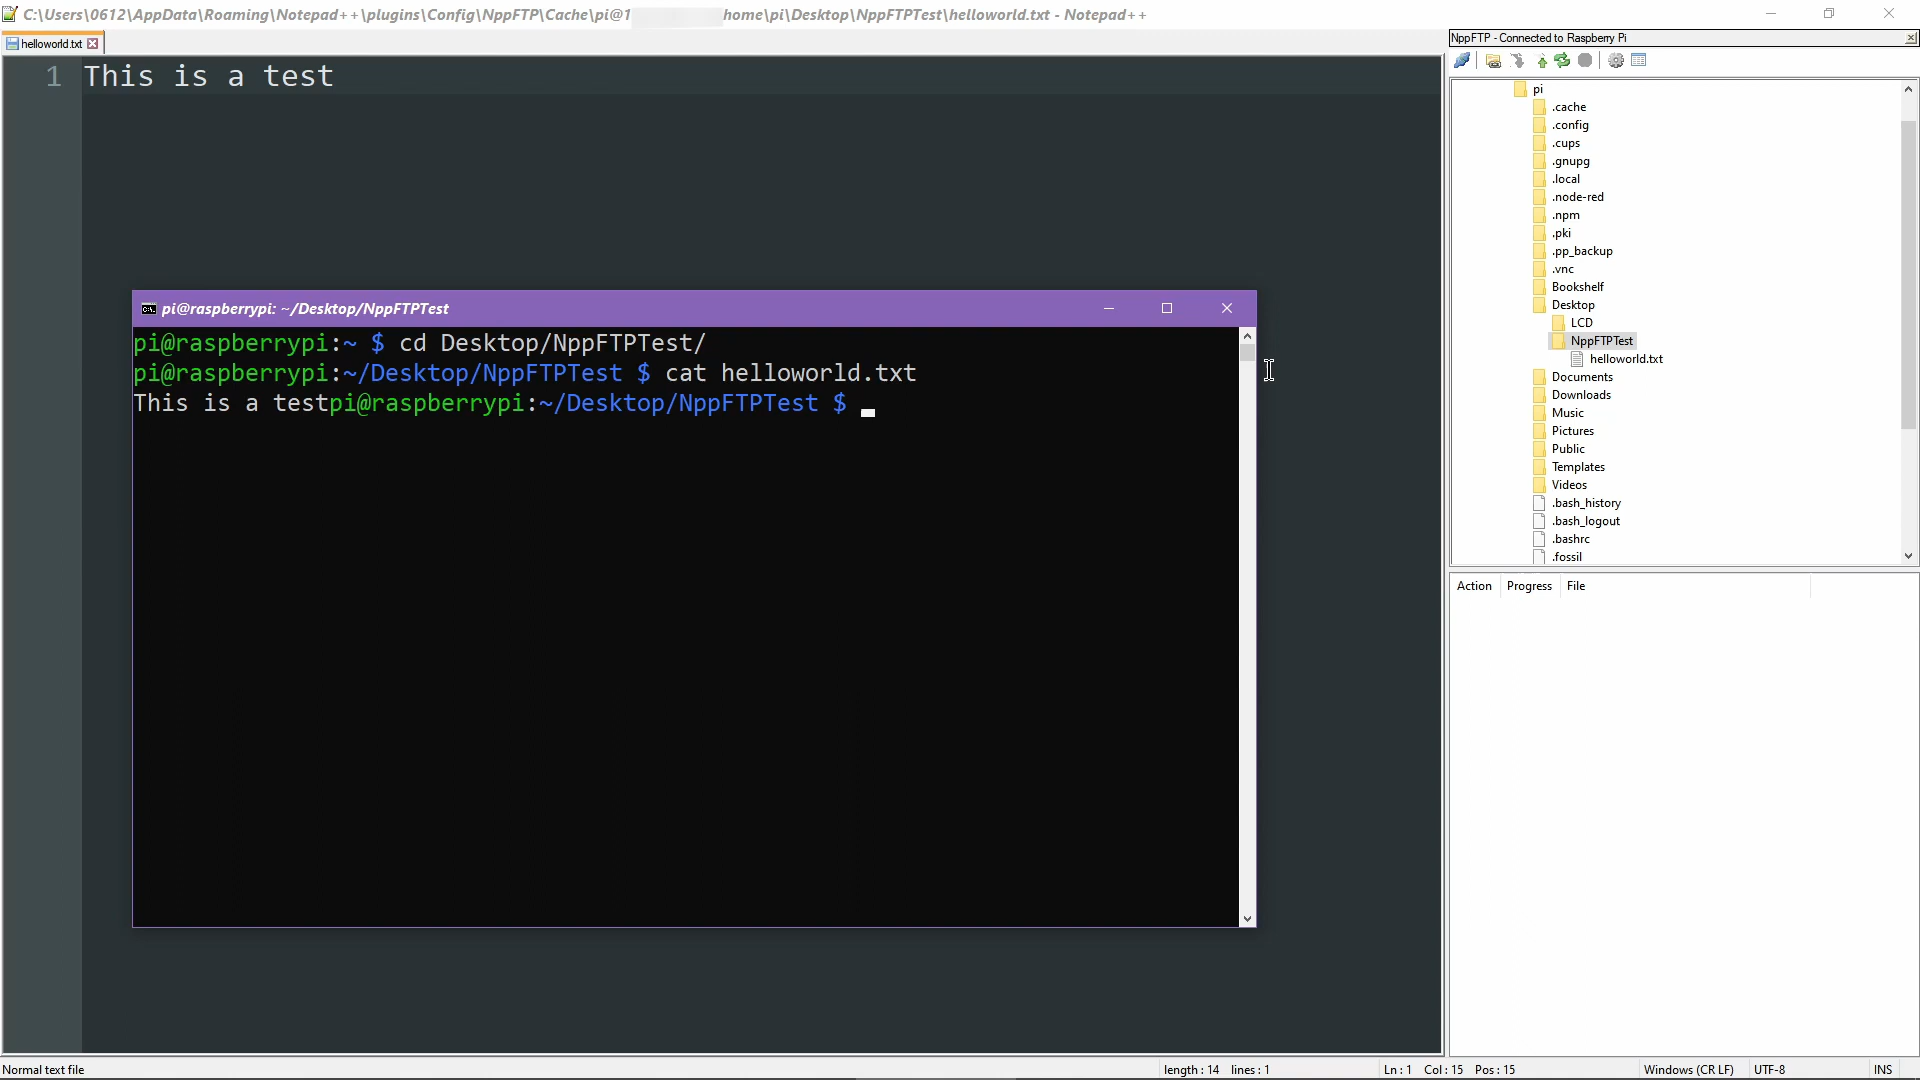 C:\Users\0612\AppData\Roaming\Notepad++\plugins\Config\NppFTP\Cache\pi@1 home\pi\Desktop\NppFTPTest\helloworld.txt - Notepad++
helloworld.txt
1 This is a test
pi@raspberrypi: ~/Desktop/NppFTPTest
pi@raspberrypi:~ $ cd Desktop/NppFTPTest/
pi@raspberrypi:~/Desktop/NppFTPTest $ cat helloworld.txt
This is a testpi@raspberrypi:~/Desktop/NppFTPTest $
NppFTP - Connected to Raspberry Pi
pi
.cache
.config
.cups
.gnupg
.local
.node-red
.npm
.pki
.pp_backup
.vnc
Bookshelf
Desktop
LCD
NppFTPTest
helloworld.txt
Documents
Downloads
Music
Pictures
Public
Templates
Videos
.bash_history
.bash_logout
.bashrc
.fossil
Action Progress File
Normal text file length : 14 lines : 1 Ln : 1 Col : 15 Pos : 15 Windows (CR LF) UTF-8 INS